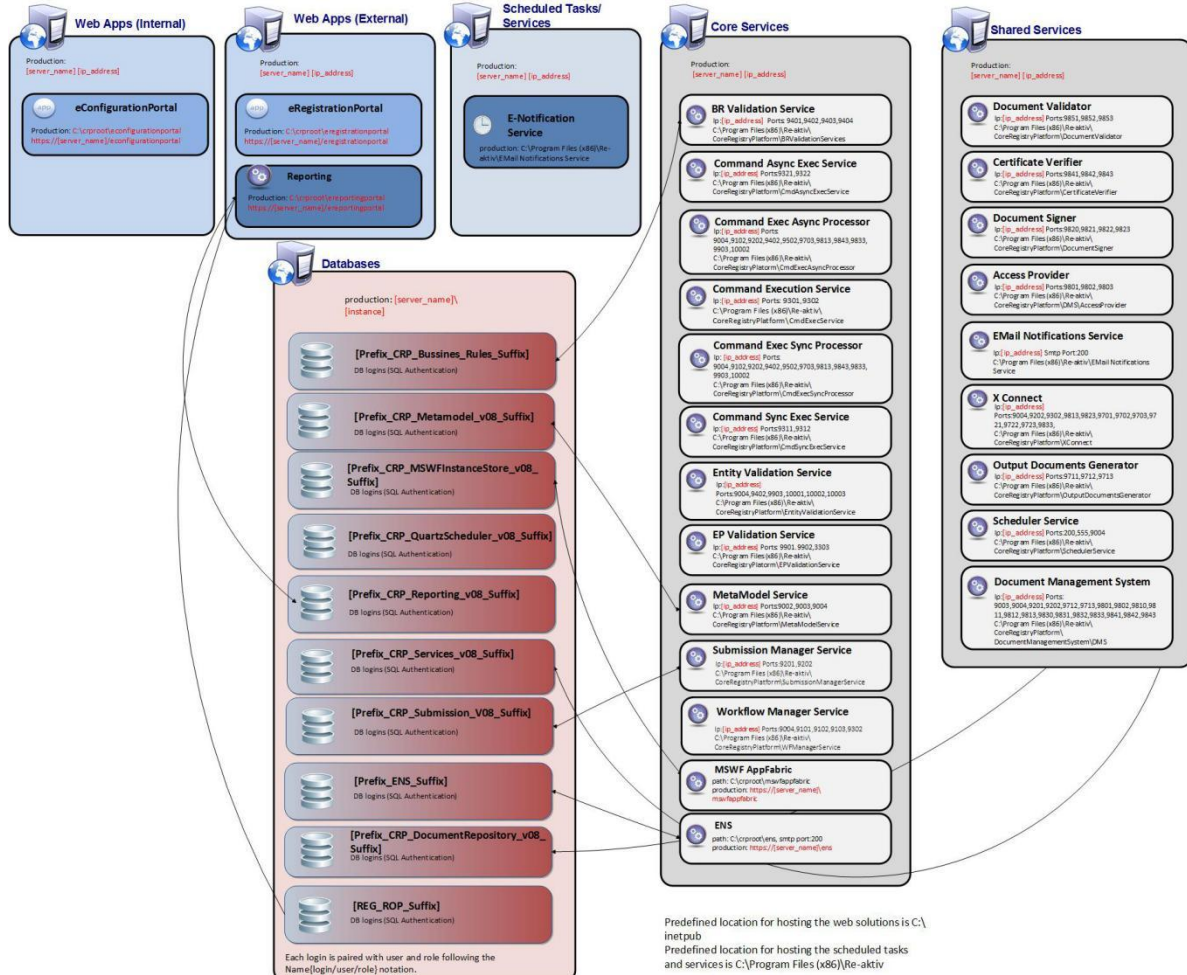 Web Apps (Internal)
Production:
[server_name] [ip_address]
eConfigurationPortal
Production: C:\crproot\econfigurationportal
https://[server_name]/econfigurationportal
Web Apps (External)
Production:
[server_name] [ip_address]
eRegistrationPortal
Production: C:\crproot\eregistrationportal
https://[server_name]/eregistrationportal
Reporting
Production: C:\crproot\ereportingportal
https://[server_name]/ereportingportal
Scheduled Tasks/
Services
Production:
[server_name] [ip_address]
E-Notification
Service
production: C:\Program Files (x86)\Re-
aktiv\EMail Notifications Service
Databases
production: [server_name]\
[instance]
[Prefix_CRP_Bussines_Rules_Suffix]
DB logins (SQL Authentication)
[Prefix_CRP_Metamodel_v08_Suffix]
DB logins (SQL Authentication)
[Prefix_CRP_MSWFInstanceStore_v08_
Suffix]
DB logins (SQL Authentication)
[Prefix_CRP_QuartzScheduler_v08_Suffix]
DB logins (SQL Authentication)
[Prefix_CRP_Reporting_v08_Suffix]
DB logins (SQL Authentication)
[Prefix_CRP_Services_v08_Suffix]
DB logins (SQL Authentication)
[Prefix_CRP_Submission_V08_Suffix]
DB logins (SQL Authentication)
[Prefix_ENS_Suffix]
DB logins (SQL Authentication)
[Prefix_CRP_DocumentRepository_v08_
Suffix]
DB logins (SQL Authentication)
[REG_ROP_Suffix]
DB logins (SQL Authentication)
Each login is paired with user and role following the
Name{login/user/role} notation.
Core Services
Production:
[server_name] [ip_address]
BR Validation Service
Ip:[ip_address] Ports 9401,9402,9403,9404
C:\Program Files (x86)\Re-aktiv\
CoreRegistryPlatform\BRValidationServices
Command Async Exec Service
Ip:[ip_address] Ports:9321,9322
C:\Program Files (x86)\Re-aktiv\
CoreRegistryPlatform\CmdAsyncExecService
Command Exec Async Processor
Ip:[ip_address] Ports
9004,9102,9202,9402,9502,9703,9813,9843,9833,
9903,10002
C:\Program Files (x86)\Re-aktiv\
CoreRegistryPlatorm\CmdExecAsyncProcessor
Command Execution Service
Ip:[ip_address] Ports: 9301,9302
C:\Program Files (x86)\Re-aktiv\
CoreRegistryPlatform\CmdExecService
Command Exec Sync Processor
Ip:[ip_address] Ports:
9004,9102,9202,9402,9502,9703,9813,9843,9833,
9903,10002
C:\Program Files (x86)\Re-aktiv\
CoreRegistryPlatform\CmdExecSyncProcessor
Command Sync Exec Service
Ip:[ip_address] Ports:9311,9312
C:\Program Files (x86)\Re-aktiv\
CoreRegistryPlatform\CmdSyncExecService
Entity Validation Service
Ip:[ip_address]
Ports:9004,9402,9903,10001,10002,10003
C:\Program Files (x86)\Re-aktiv\
CoreRegistryPlatform\EntityValidationService
EP Validation Service
Ip:[ip_address] Ports: 9901.9902,3303
C:\Program Files (x86)\Re-aktiv\
CoreRegistryPlatorm\EPValidationService
MetaModel Service
Ip:[ip_address] Ports:9002,9003,9004
C:\Program Files (x86)\Re-aktiv\
CoreRegistryPlatform\MetaModelService
Submission Manager Service
Ip:[ip_address] Ports:9201,9202
C:\Program Files (x86)\Re-aktiv\
CoreRegistryPlatform\SubmissionManagerService
Workflow Manager Service
Ip:[ip_address] Ports:9004,9101,9102,9103,9302
C:\Program Files (x86)\Re-aktiv\
CoreRegistryPlatform\WFManagerService
MSWF AppFabric
path: C:\crproot\mswfappfabric
production: https://[server_name]\
mswfappfabric
ENS
path: C:\crproot\ens, smtp port:200
production: https://[server_name]\ens
Shared Services
Production:
[server_name] [ip_address]
Document Validator
Ip:[ip_address] Ports:9851,9852,9853
C:\Program Files (x86)\Re-aktiv\
CoreRegistryPlatform\DocumentValidator
Certificate Verifier
Ip:[ip_address] Ports:9841,9842,9843
C:\Program Files (x86)\Re-aktiv\
CoreRegistryPlatform\CertificateVerifier
Document Signer
Ip:[ip_address] Ports:9820,9821,9822,9823
C:\Program Files (x86)\Re-aktiv\
CoreRegistryPlatform\DocumentSigner
Access Provider
Ip:[ip_address] Ports:9801,9802,9803
C:\Program Files (x86)\Re-aktiv\
CoreRegistryPlatform\DMS\AccessProvider
EMail Notifications Service
Ip:[ip_address] Smtp Port:200
C:\Program Files (x86)\Re-aktiv\EMail Notifications
Service
X Connect
Ip:[ip_address]
Ports:9004,9202,9302,9813,9823,9701,9702,9703,97
21,9722,9723,9833,
C:\Program Files (x86)\Re-aktiv\
CoreRegistryPlatform\XConnect
Output Documents Generator
Ip:[ip_address] Ports:9711,9712,9713
C:\Program Files (x86)\Re-aktiv\
CoreRegistryPlatform\OutputDocumentsGenerator
Scheduler Service
Ip:[ip_address] Ports:200,555,9004
C:\Program Files (x86)\Re-aktiv\
CoreRegistryPlatform\SchedulerService
Document Management System
Ip:[ip_address] Ports:
9003,9004,9201,9202,9712,9713,9801,9802,9810,98
11,9812,9813,9830,9831,9832,9833,9841,9842,9843
C:\Program Files (x86)\Re-aktiv\
CoreRegistryPlatform\
DocumentManagementSystem\DMS
Predefined location for hosting the web solutions is C:\
inetpub
Predefined location for hosting the scheduled tasks
and services is C:\Program Files (x86)\Re-aktiv